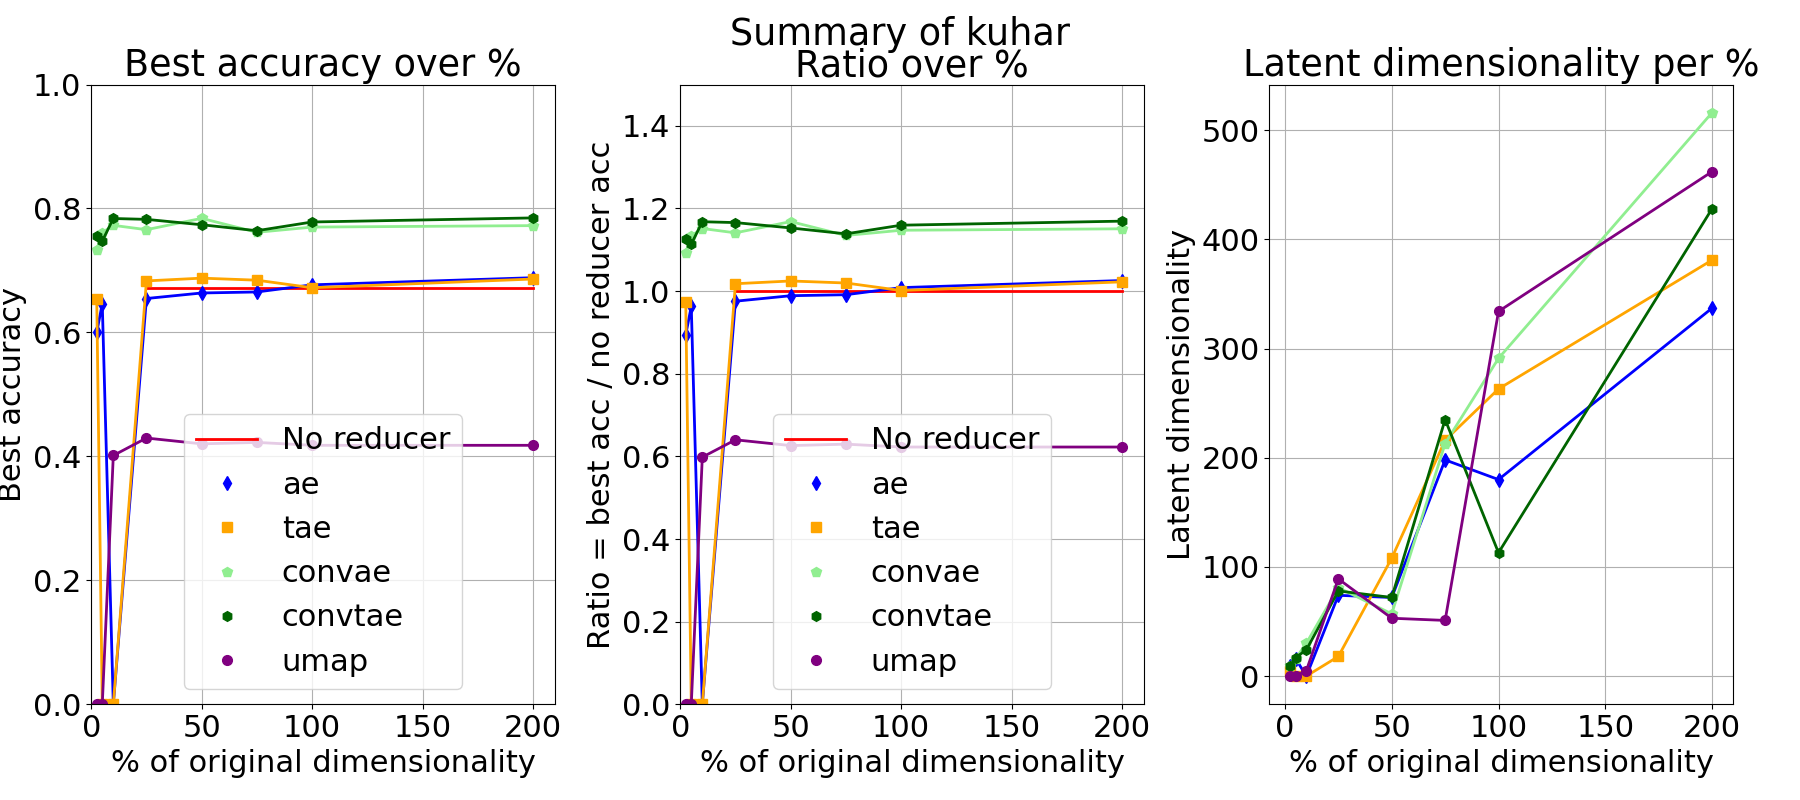 Summary of kuhar
Best accuracy over %
Best accuracy
1.0
0.8
0.6
0.4
0.2
0.0
0 50 100 150 200
% of original dimensionality
No reducer
ae
tae
convae
convtae
umap
Ratio over %
Ratio = best acc / no reducer acc
1.4
1.2
1.0
0.8
0.6
0.4
0.2
0.0
0 50 100 150 200
% of original dimensionality
No reducer
ae
tae
convae
convtae
umap
Latent dimensionality per %
Latent dimensionality
500
400
300
200
100
0
0 50 100 150 200
% of original dimensionality